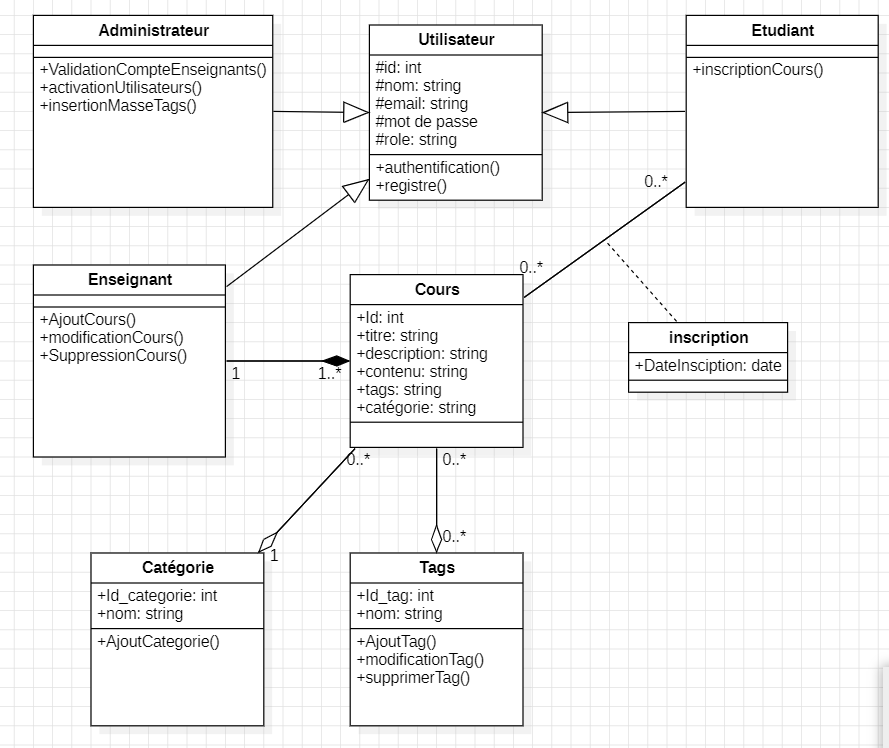 Administrateur
+ValidationCompteEnseignants()
+activationUtilisateurs()
+insertionMasseTags()
Utilisateur
#id: int
#nom: string
#email: string
#mot de passe
#role: string
+authentification()
+registre()
Etudiant
+inscriptionCours()
0..*
0..*
Enseignant
+AjoutCours()
+modificationCours()
+SuppressionCours()
1
1..*
Cours
+Id: int
+titre: string
+description: string
+contenu: string
+tags: string
+catégorie: string
inscription
+DateInsciption: date
0..*
0..*
1
0..*
Catégorie
+Id_categorie: int
+nom: string
+AjoutCategorie()
Tags
+Id_tag: int
+nom: string
+AjoutTag()
+modificationTag()
+supprimerTag()